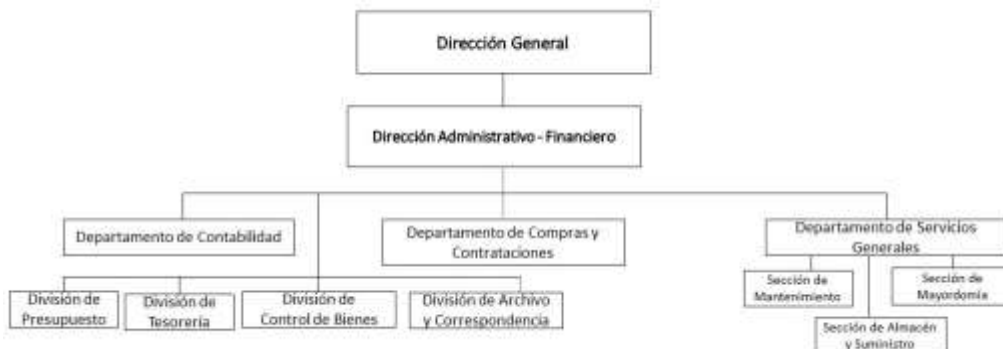 Dirección General
Dirección Administrativo - Financiero
Departamento de Contabilidad
Departamento de Compras y
Contrataciones
Departamento de Servicios
Generales
División de
Presupuesto
División de
Tesorería
División de
Control de Bienes
División de Archivo
y Correspondencia
Sección de
Mantenimiento
Sección de
Mayordomía
Sección de Almacén
y Suministro